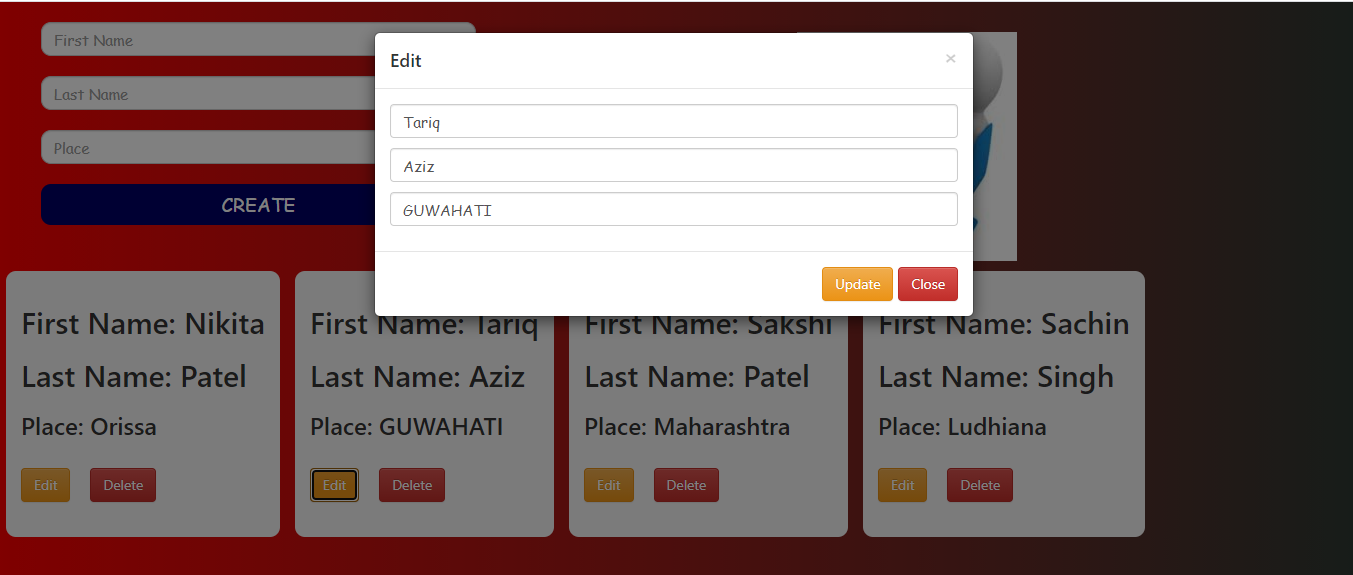 First Name
Last Name
Place
CREATE
Edit ×
Tariq
Aziz
GUWAHATI
Update Close
First Name: Nikita
Last Name: Patel
Place: Orissa
Edit Delete
First Name: Tariq
Last Name: Aziz
Place: GUWAHATI
Edit Delete
First Name: Sakshi
Last Name: Patel
Place: Maharashtra
Edit Delete
First Name: Sachin
Last Name: Singh
Place: Ludhiana
Edit Delete